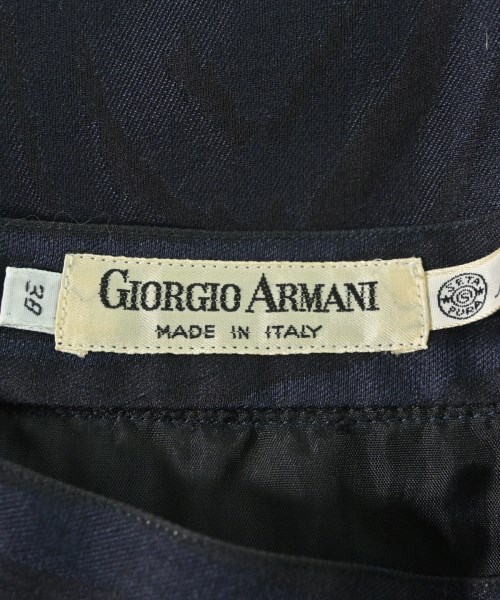 38
GIORGIO ARMANI
MADE IN ITALY
SETA
S
PURA